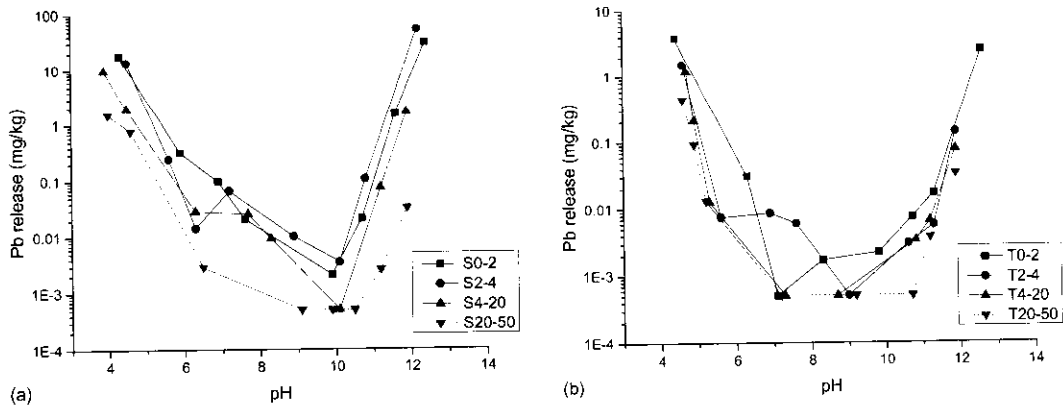 100
10
1
0.1
0.01
1E-3
1E-4
Pb release (mg/kg)
S0-2
S2-4
S4-20
S20-50
4 6 8 10 12 14
pH
(a)
10
1
0.1
0.01
1E-3
1E-4
Pb release (mg/kg)
T0-2
T2-4
T4-20
T20-50
4 6 8 10 12 14
pH
(b)